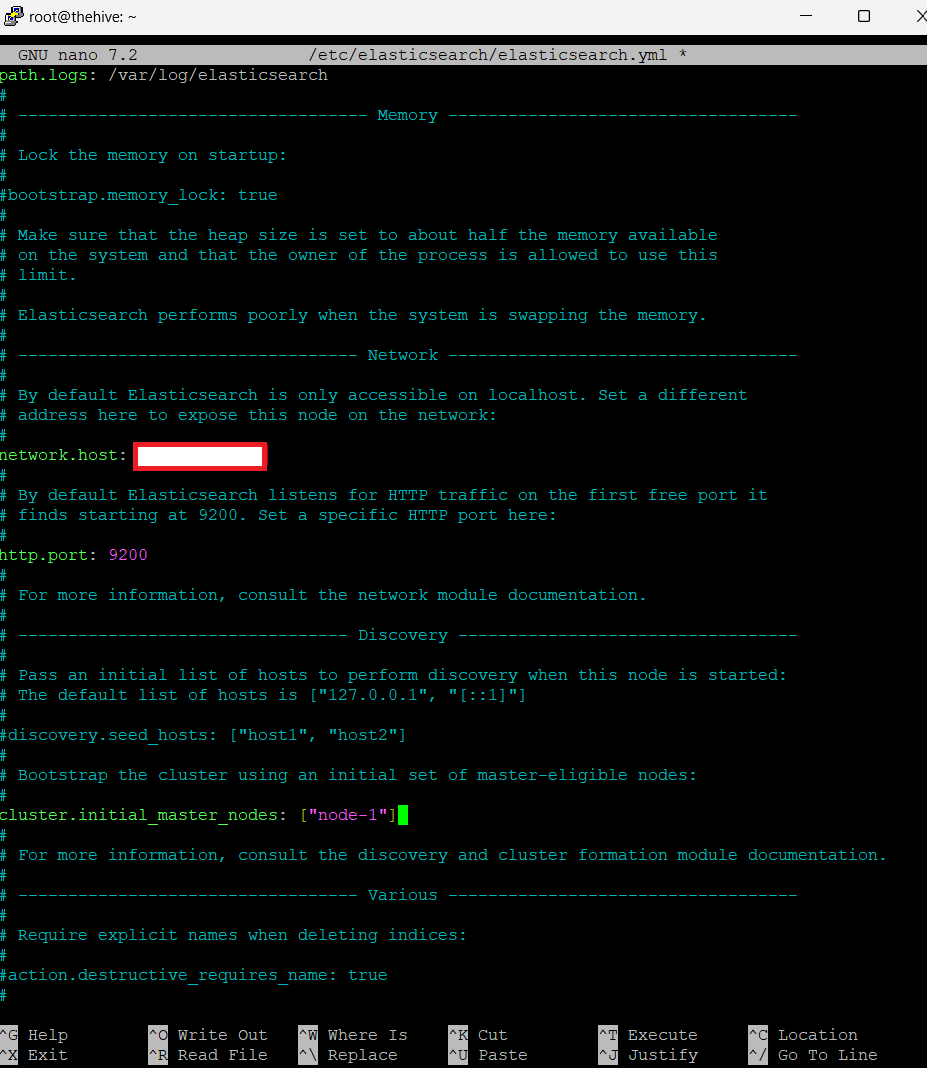 root@thehive: ~
GNU nano 7.2 /etc/elasticsearch/elasticsearch.yml *
path.logs: /var/log/elasticsearch
#
# ----------------------------------- Memory -----------------------------------
#
# Lock the memory on startup:
#
#bootstrap.memory_lock: true
#
# Make sure that the heap size is set to about half the memory available
# on the system and that the owner of the process is allowed to use this
# limit.
#
# Elasticsearch performs poorly when the system is swapping the memory.
#
# ---------------------------------- Network -----------------------------------
#
# By default Elasticsearch is only accessible on localhost. Set a different
# address here to expose this node on the network:
#
network.host:
#
# By default Elasticsearch listens for HTTP traffic on the first free port it
# finds starting at 9200. Set a specific HTTP port here:
#
http.port: 9200
#
# For more information, consult the network module documentation.
#
# --------------------------------- Discovery ----------------------------------
#
# Pass an initial list of hosts to perform discovery when this node is started:
# The default list of hosts is ["127.0.0.1", "[::1]"]
#
#discovery.seed_hosts: ["host1", "host2"]
#
# Bootstrap the cluster using an initial set of master-eligible nodes:
#
cluster.initial_master_nodes: ["node-1"]
#
# For more information, consult the discovery and cluster formation module documentation.
#
# ---------------------------------- Various -----------------------------------
#
# Require explicit names when deleting indices:
#
#action.destructive_requires_name: true
#
^G Help ^O Write Out ^W Where Is ^K Cut ^T Execute ^C Location
^X Exit ^R Read File ^\ Replace ^U Paste ^J Justify ^/ Go To Line